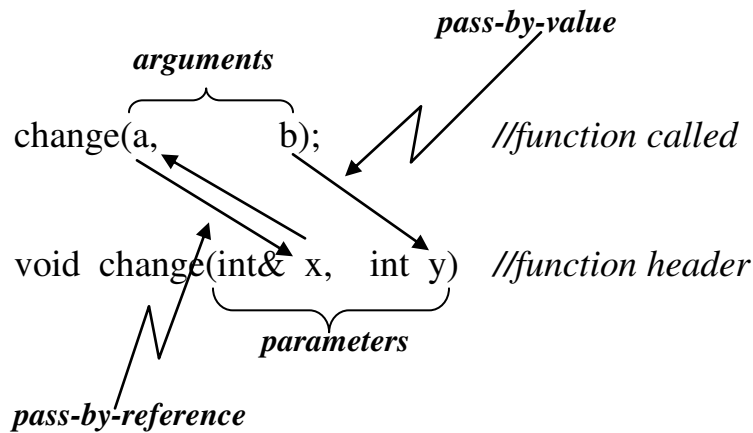 pass-by-value
arguments
change(a, b); //function called
void change(int& x, int y) //function header
parameters
pass-by-reference